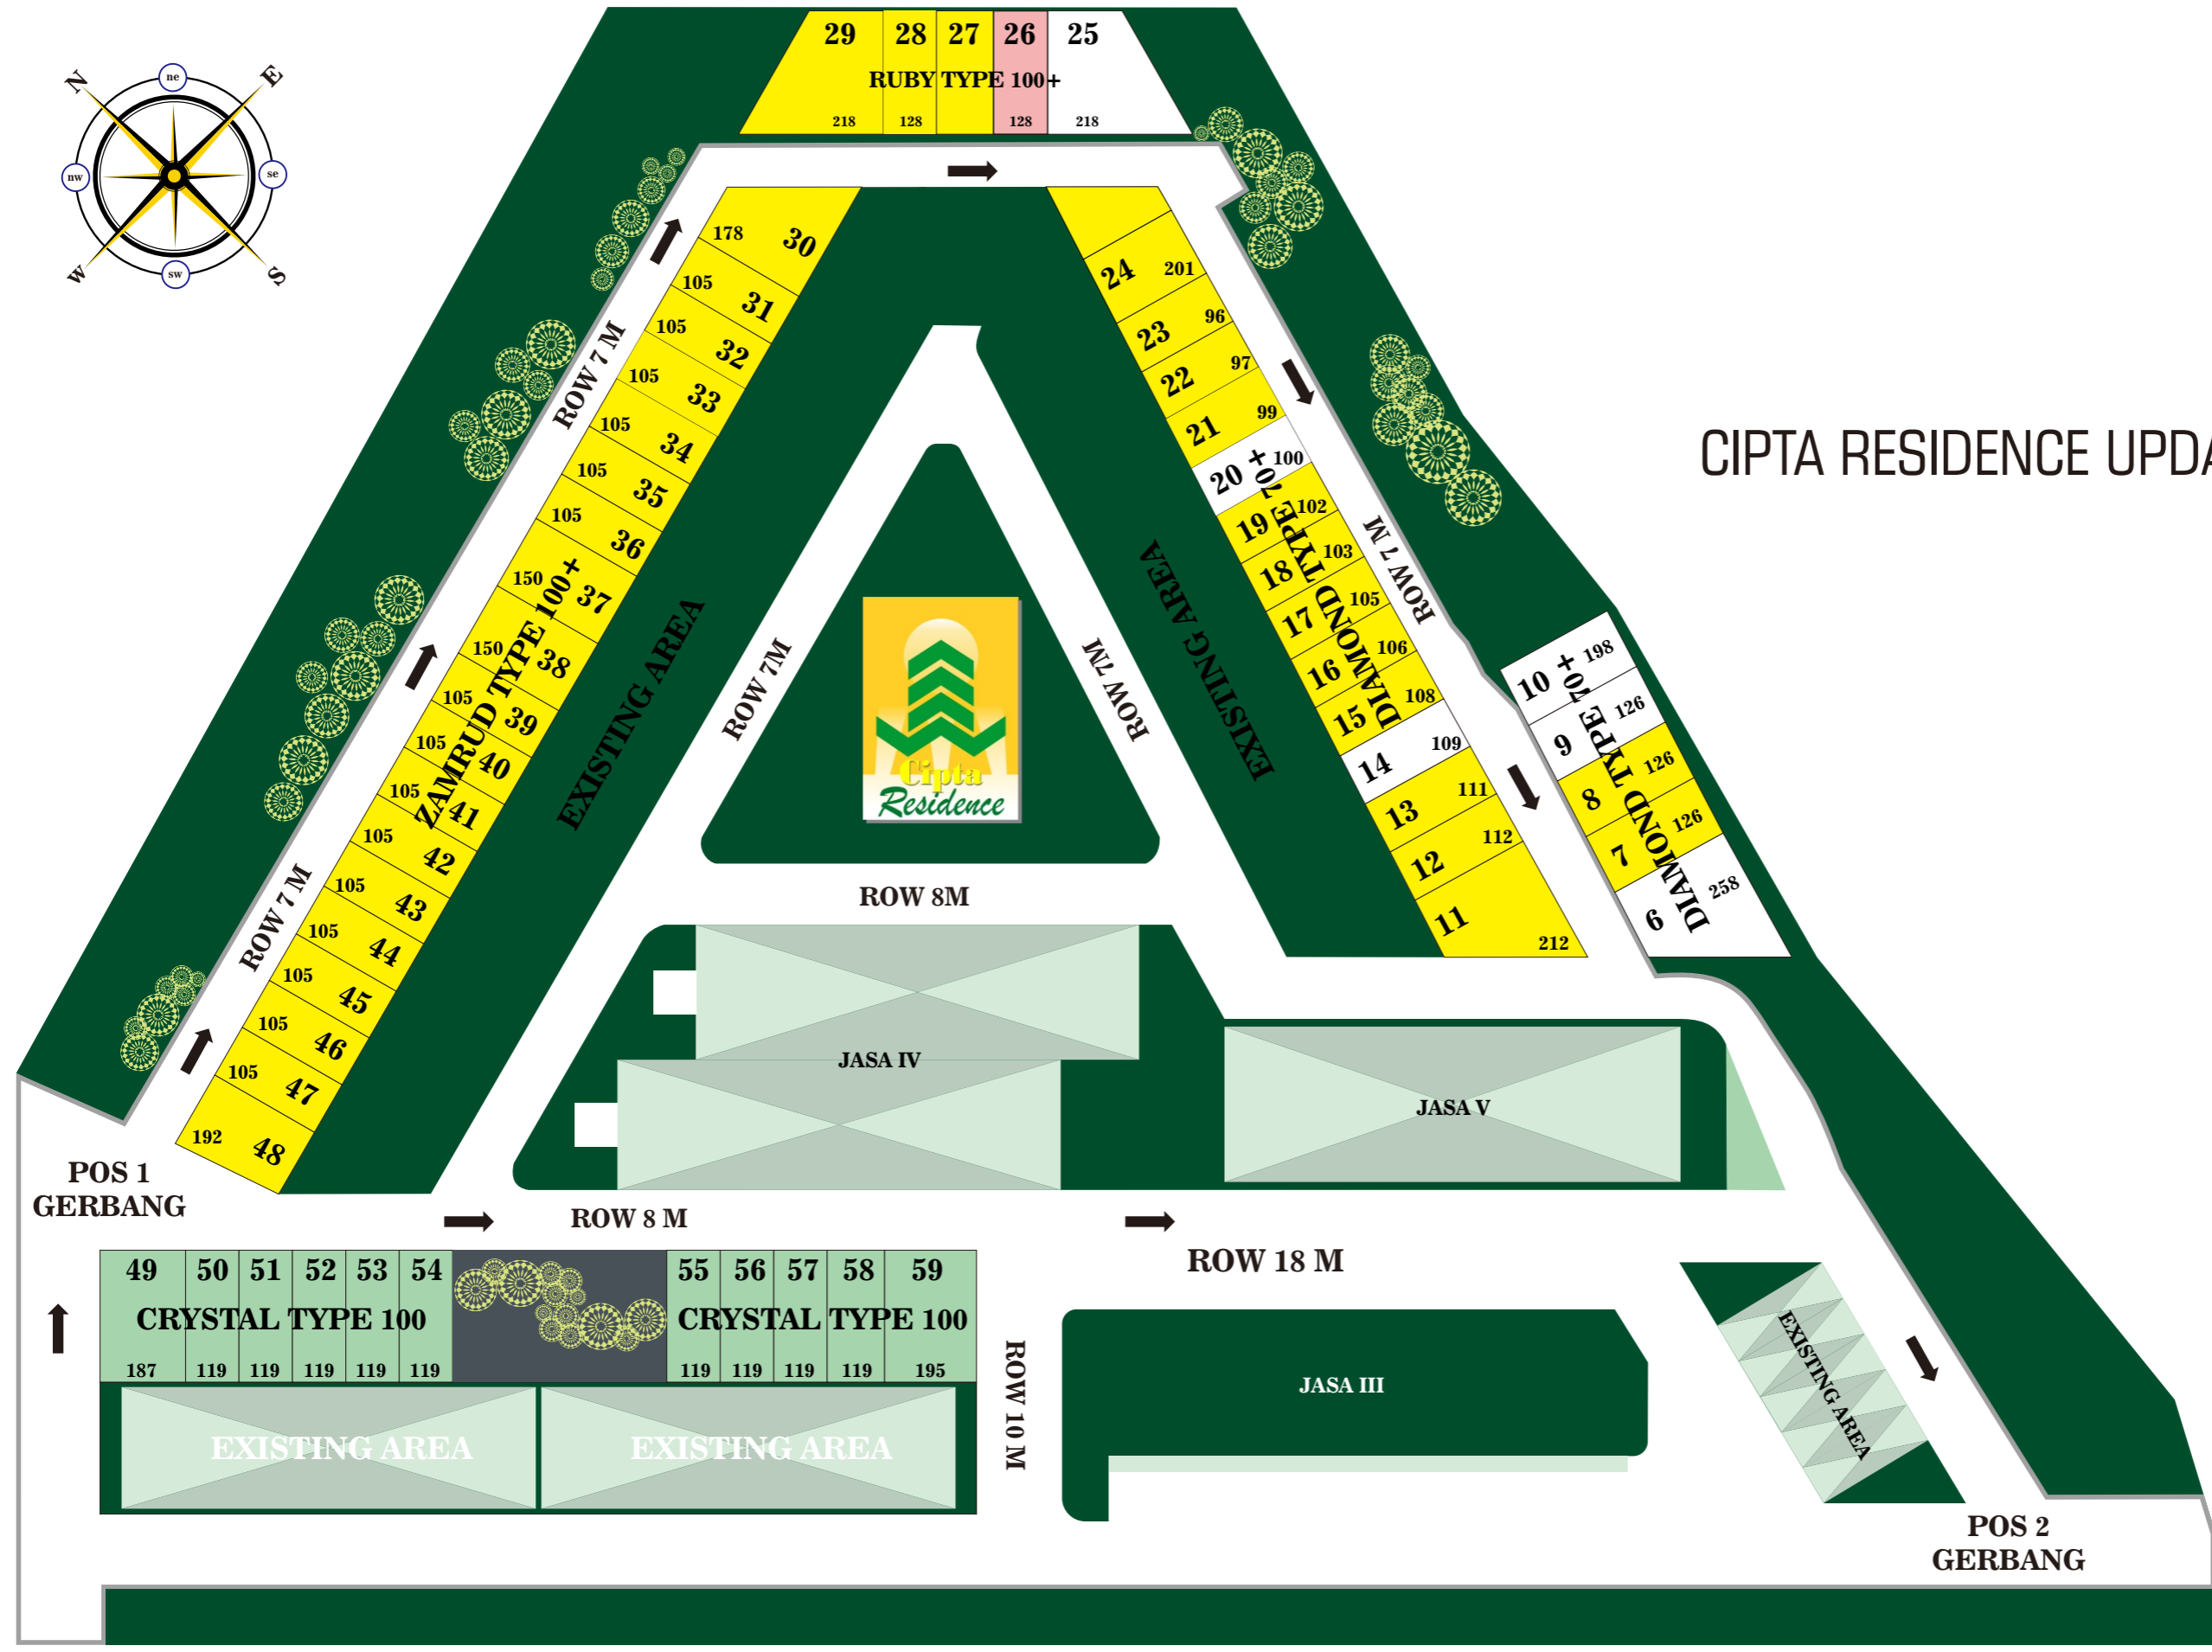 N
ne
E
nw
se
W
sw
S
29 28 27 26 25
RUBY TYPE 100+
218 128 128 218
CIPTA RESIDENCE
178 30
105 31
105 32
105 33
105 34
105 35
105 36
150 37
150 38
105 39
105 40
105 41
105 42
105 43
105 44
105 45
105 46
105 47
192 48
ZAMRUD TYPE 100+
ROW 7 M
ROW 7 M
EXISTING AREA
ROW 7M
Cipta
Residence
ROW 7M
EXISTING AREA
24 201
23 96
22 97
21 99
20 100
19 102
18 103
17 105
16 106
15 108
14 109
13 111
12 112
11 212
DIAMOND TYPE 70+
ROW 7 M
10 198
9 126
8 126
7 126
6 258
DIAMOND TYPE 70+
ROW 8M
JASA IV
JASA V
POS 1
GERBANG
ROW 8 M
ROW 18 M
49 50 51 52 53 54
CRYSTAL TYPE 100
187 119 119 119 119 119
55 56 57 58 59
CRYSTAL TYPE 100
119 119 119 119 195
ROW 10 M
EXISTING AREA
EXISTING AREA
JASA III
EXISTING AREA
POS 2
GERBANG